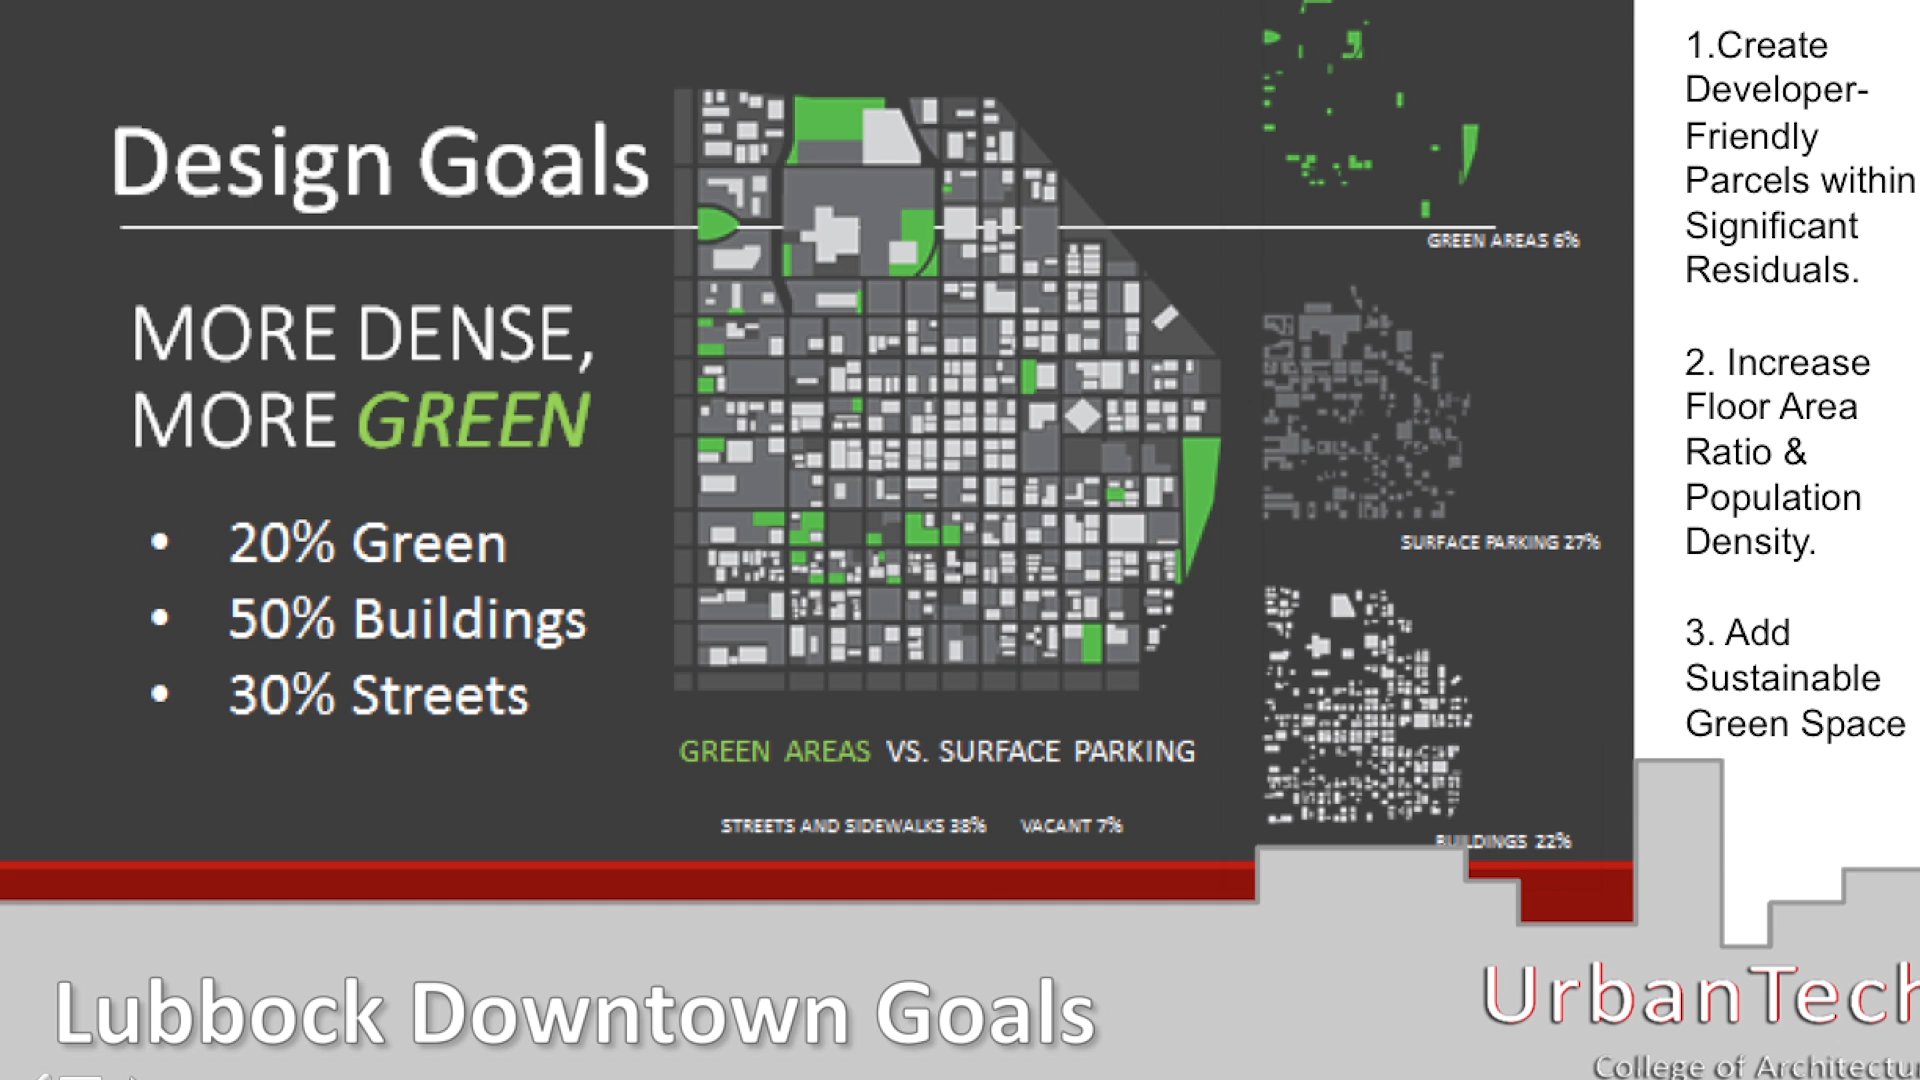 Design Goals
MORE DENSE,
MORE GREEN
• 20% Green
• 50% Buildings
• 30% Streets
GREEN AREAS VS. SURFACE PARKING
STREETS AND SIDEWALKS 38% VACANT 7%
GREEN AREAS 6%
SURFACE PARKING 27%
BUILDINGS 22%
1.Create
Developer-
Friendly
Parcels within
Significant
Residuals.
2. Increase
Floor Area
Ratio &
Population
Density.
3. Add
Sustainable
Green Space
Lubbock Downtown Goals
UrbanTech
College of Architectur